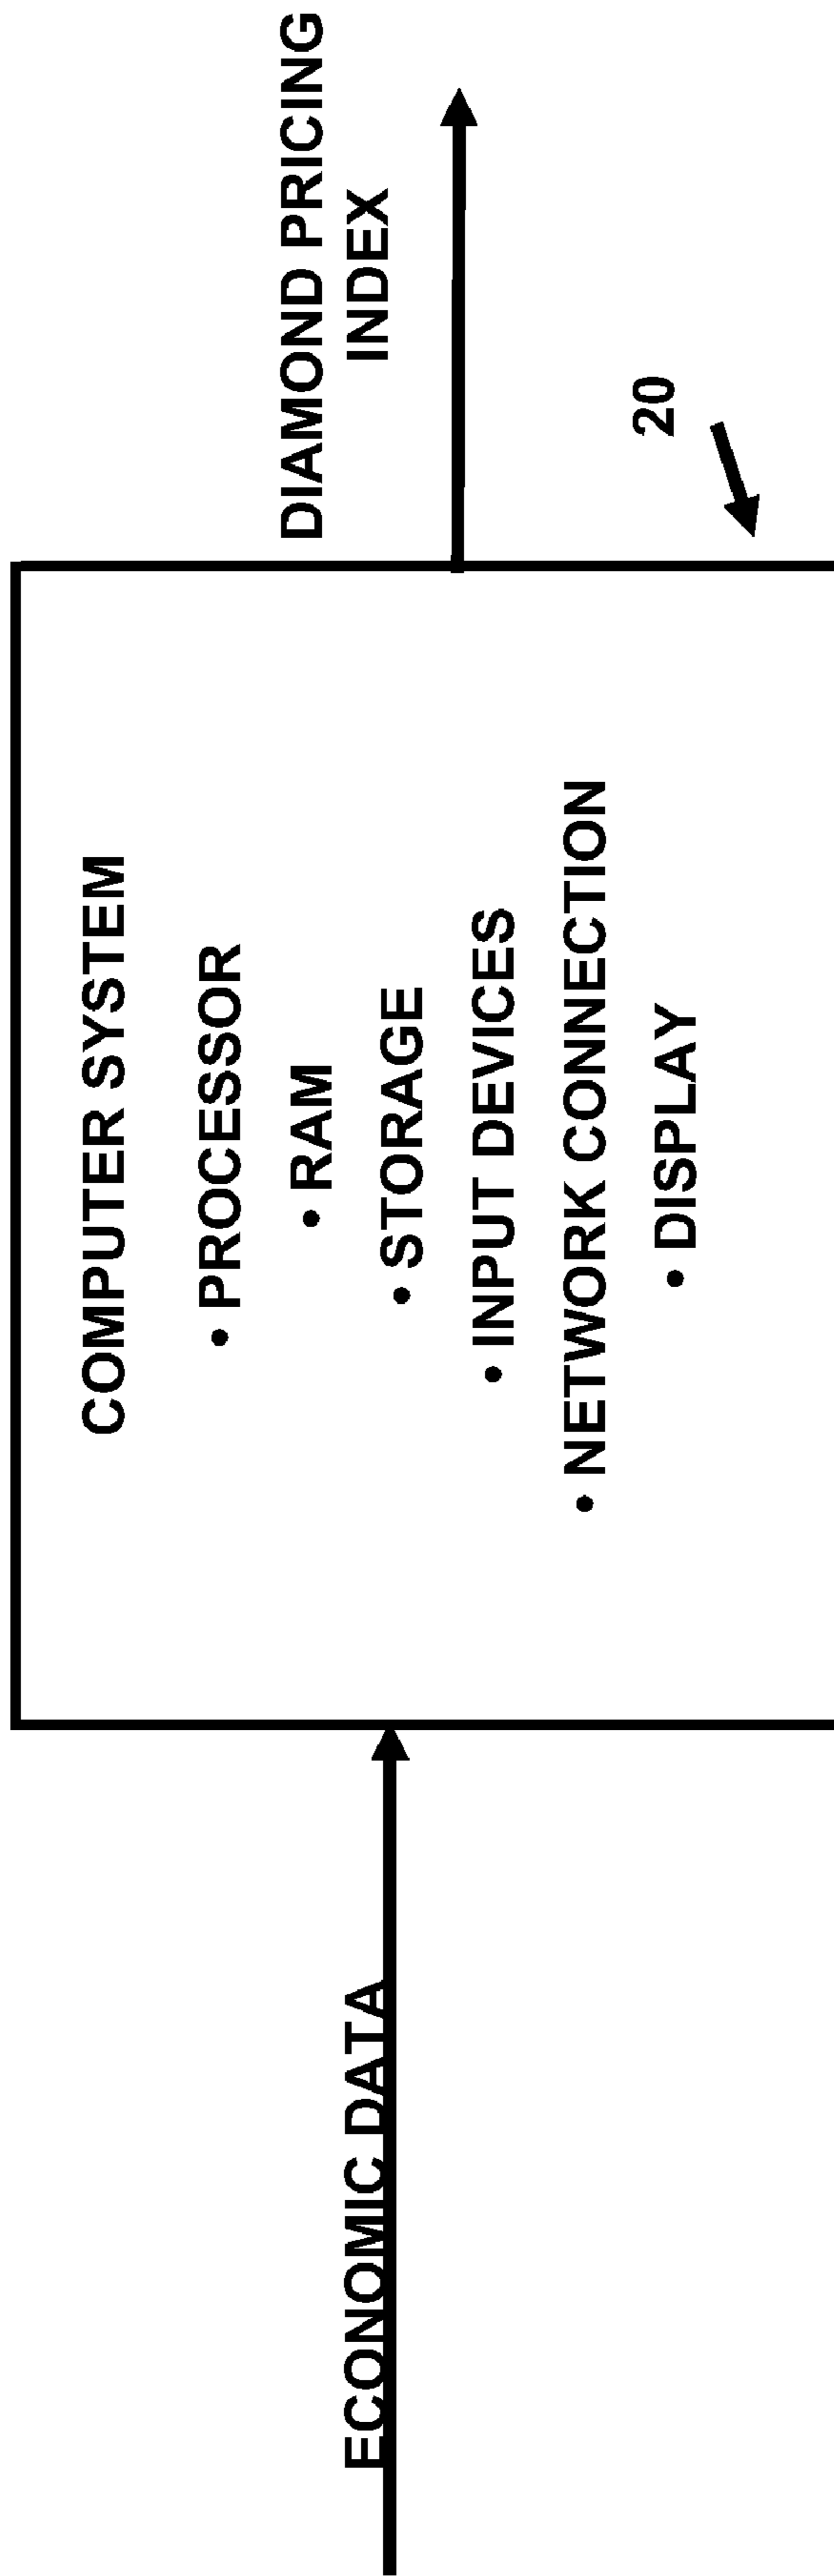 ECONOMIC DATA
COMPUTER SYSTEM
• PROCESSOR
• RAM
• STORAGE
• INPUT DEVICES
• NETWORK CONNECTION
• DISPLAY
DIAMOND PRICING
INDEX
20